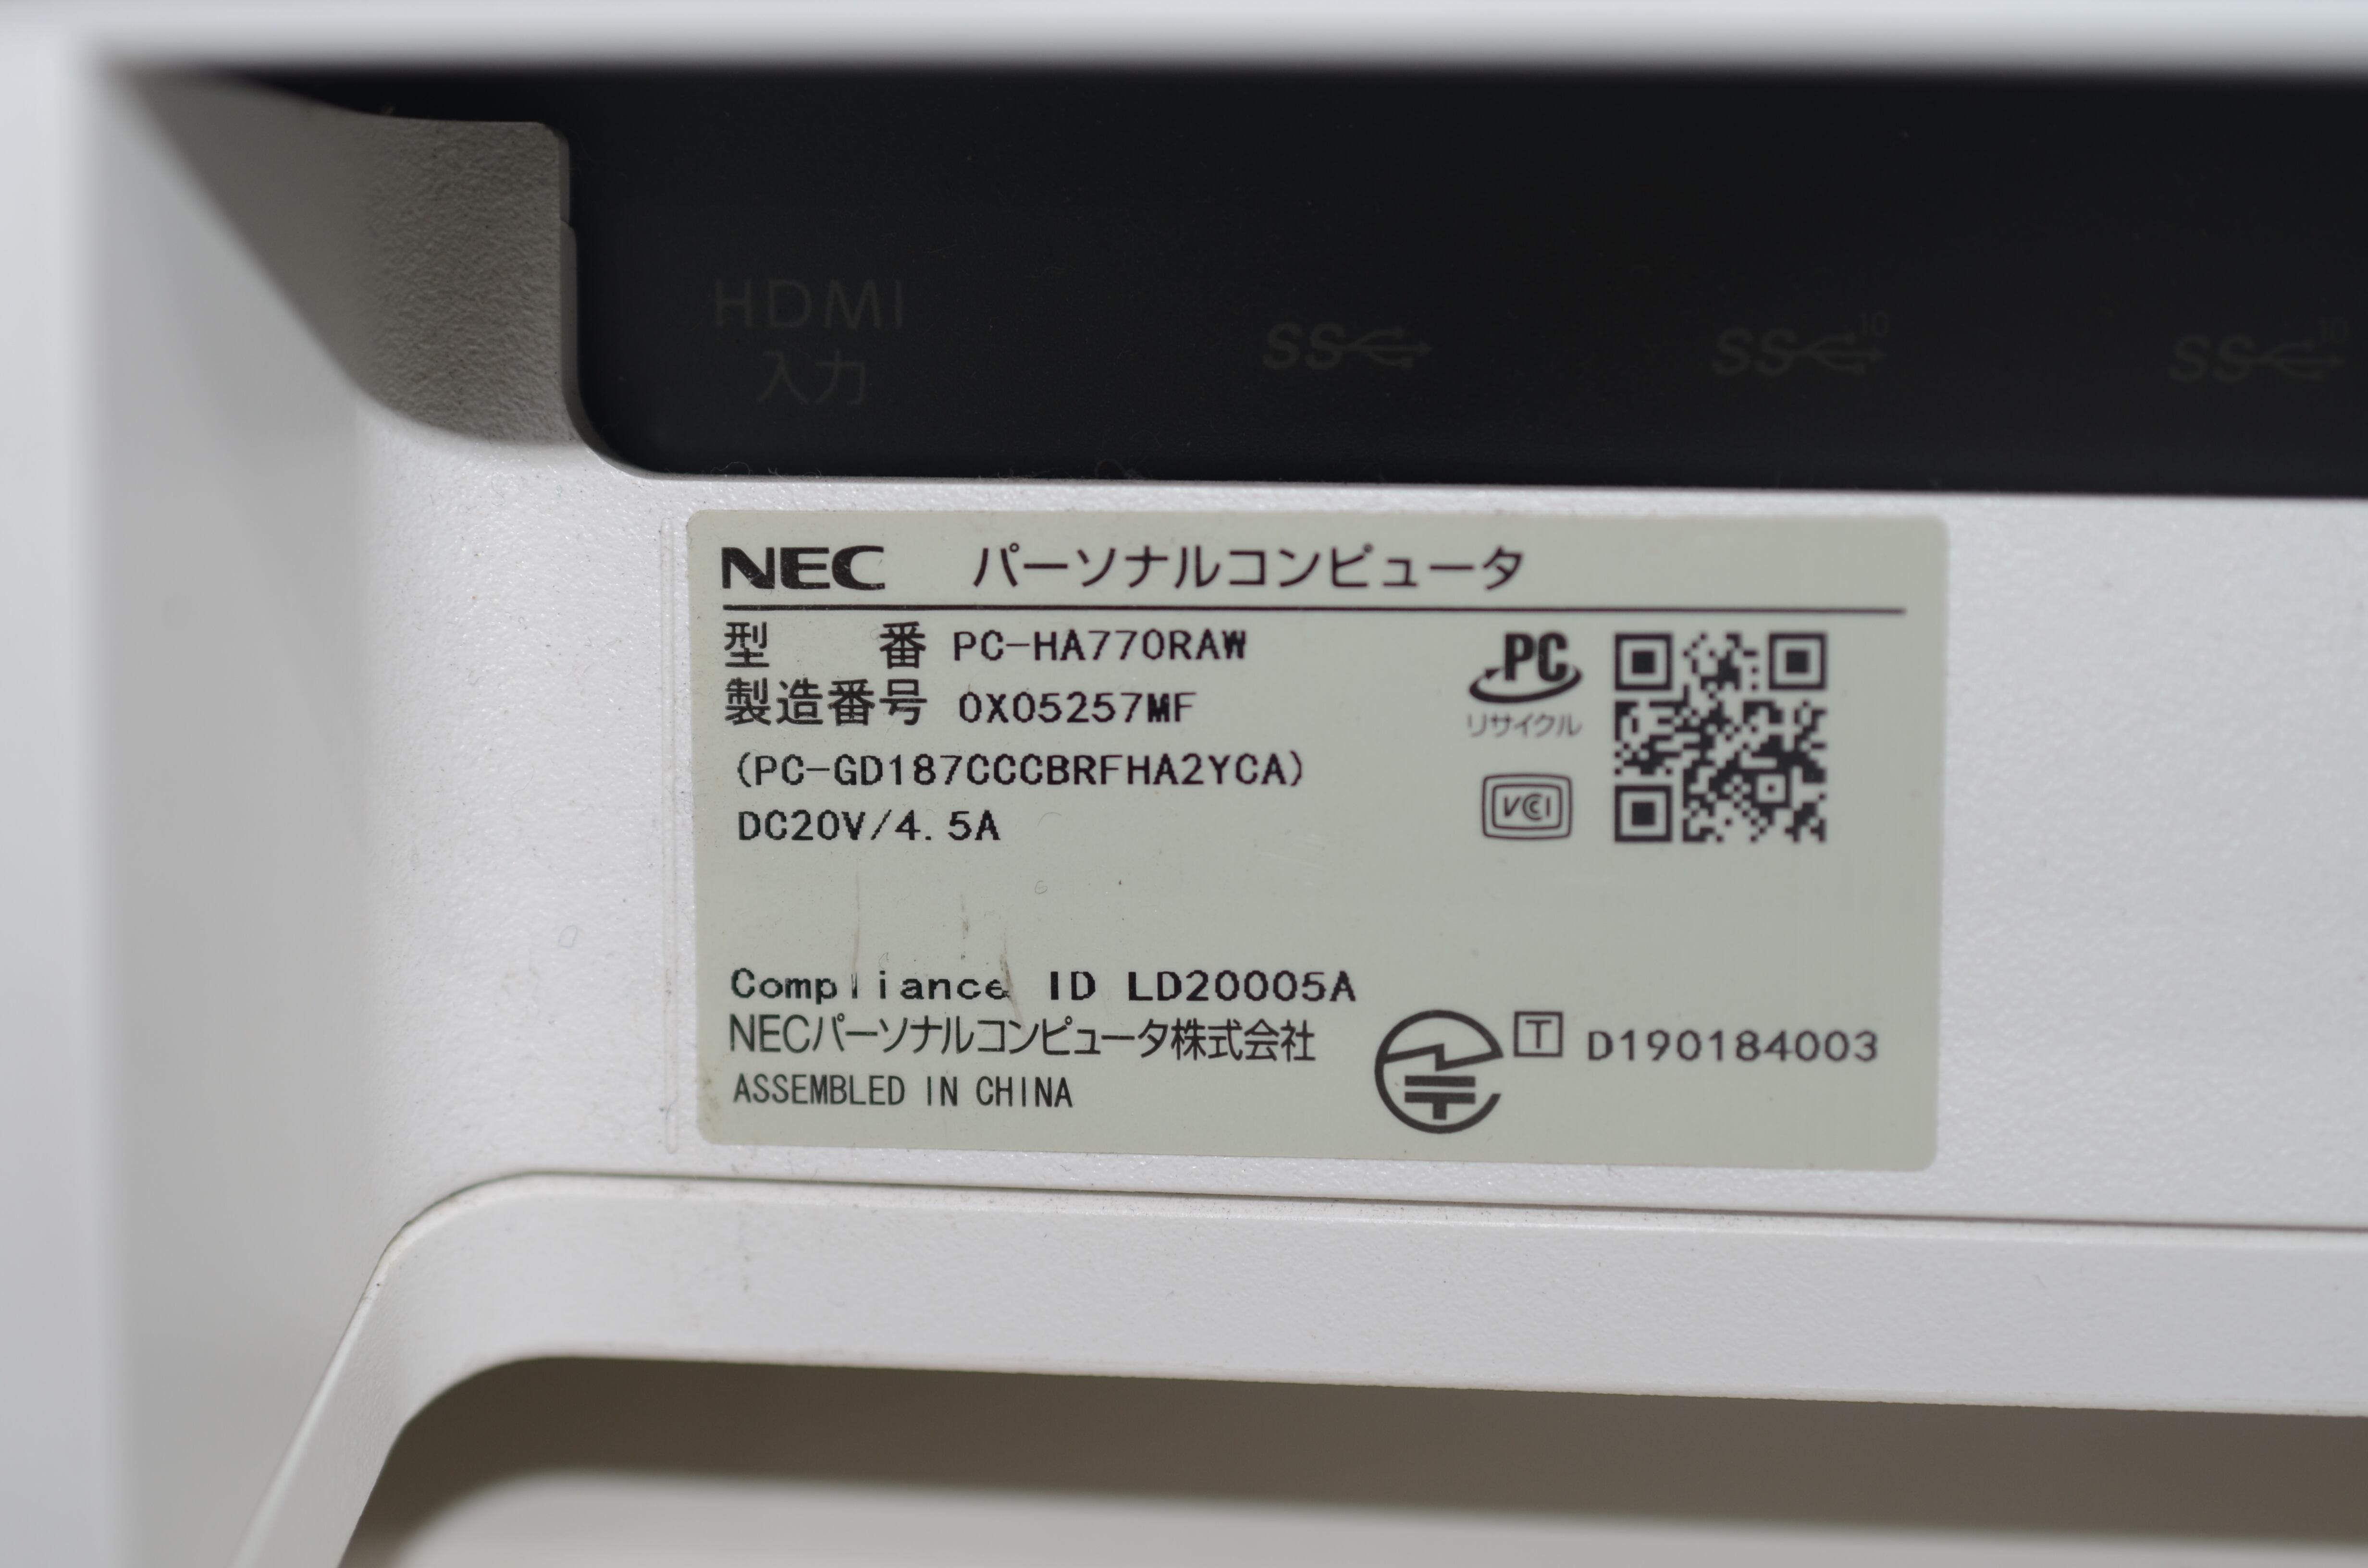 HDMI
入力
SS
SS 10
SS 10
NEC パーソナルコンピュータ
型 番 PC-HA770RAW
製造番号 0X05257MF
(PC-GD187CCCBRFHA2YCA)
DC20V/4.5A
PC
リサイクル
VCCI
Compliance ID LD20005A
NECパーソナルコンピュータ株式会社
ASSEMBLED IN CHINA
T D190184003